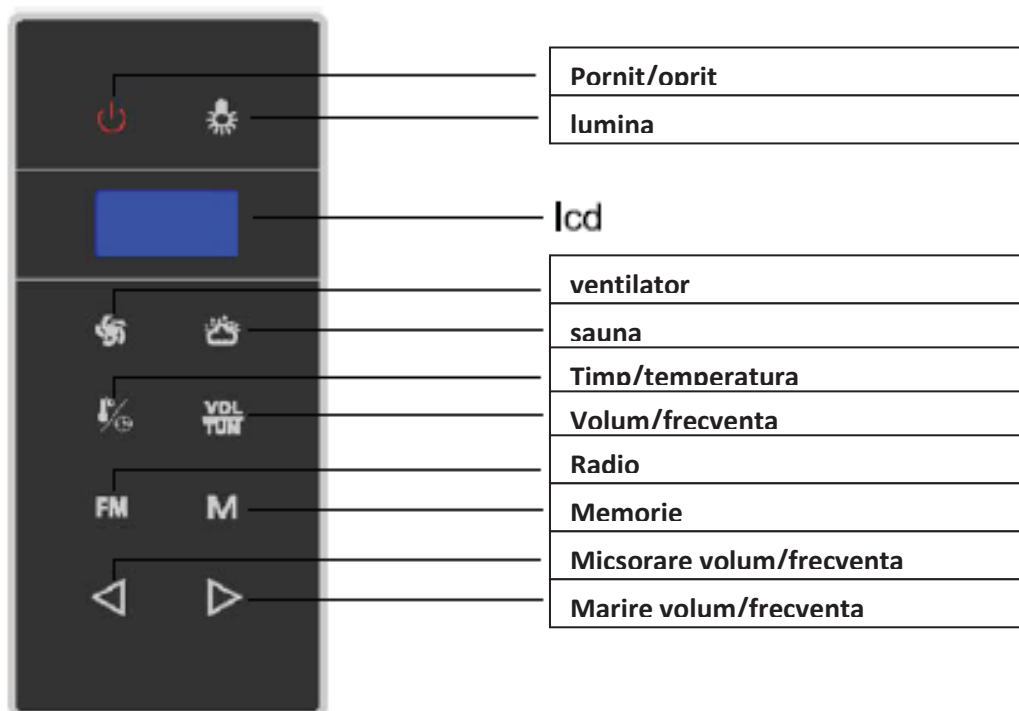 Pornit/oprit
lumina
lcd
ventilator
sauna
Timp/temperatura
VOL
TUN
Volum/frecventa
Radio
FM
M
Memorie
Micsorare volum/frecventa
Marire volum/frecventa